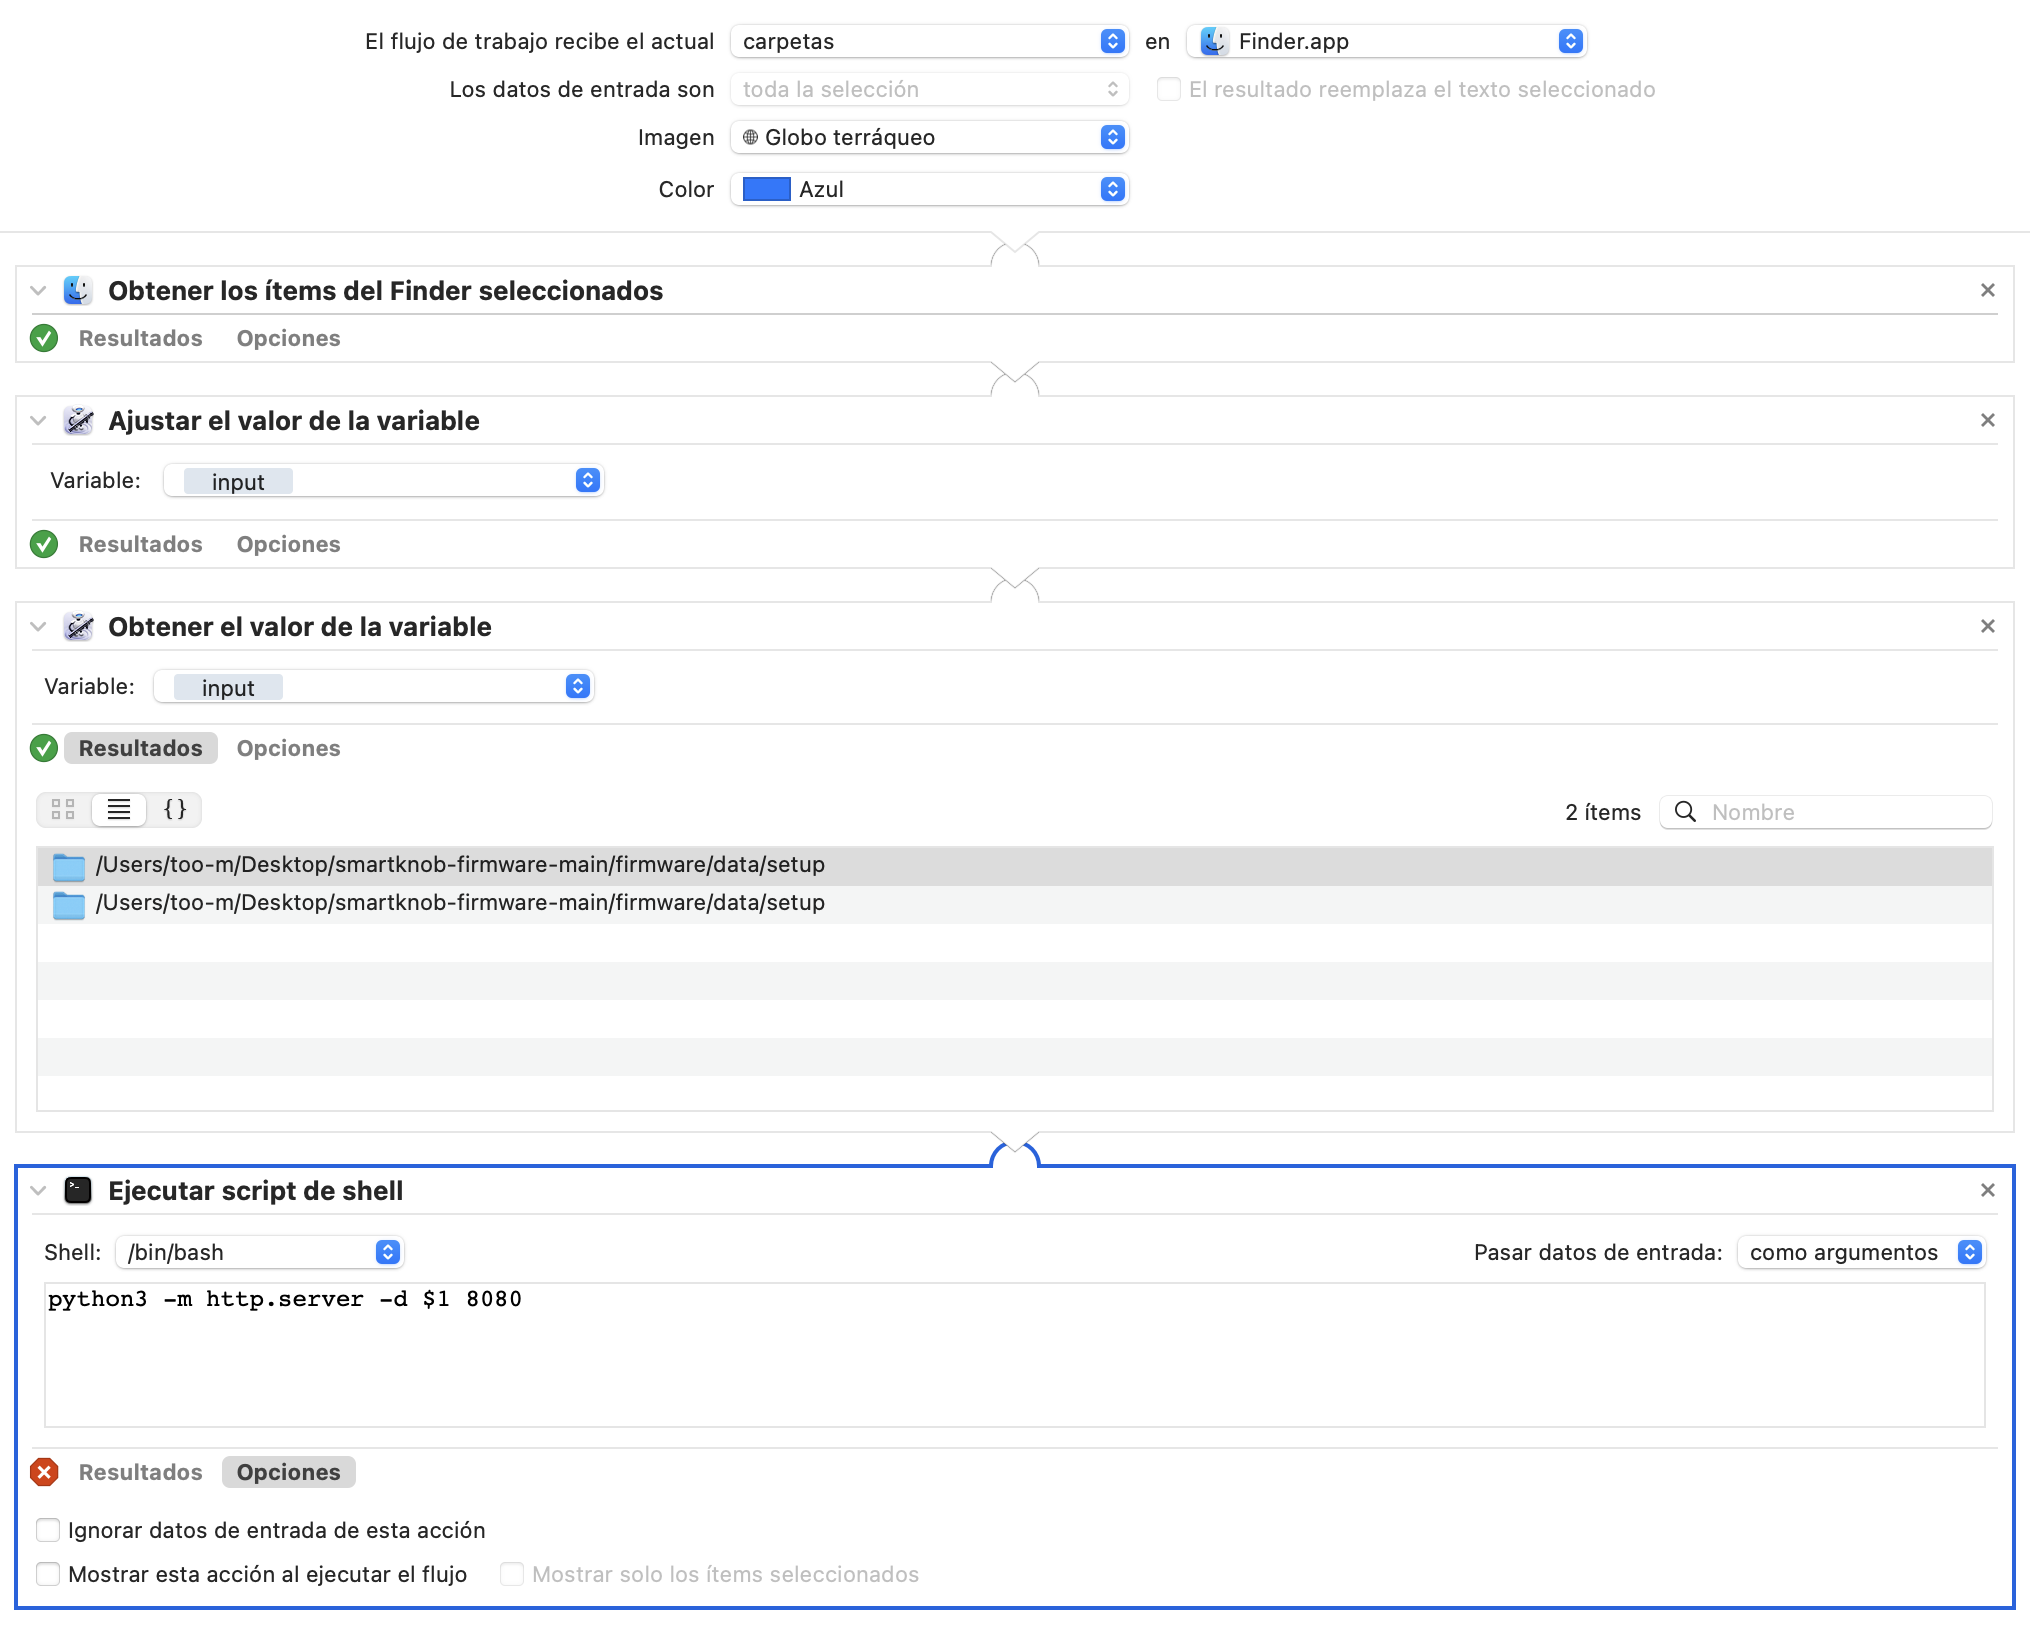 El flujo de trabajo recibe el actual carpetas en Finder.app
Los datos de entrada son toda la selección El resultado reemplaza el texto seleccionado
Imagen Globo terráqueo
Color Azul
Obtener los ítems del Finder seleccionados
Resultados Opciones
Ajustar el valor de la variable
Variable: input
Resultados Opciones
Obtener el valor de la variable
Variable: input
Resultados Opciones
{} 2 ítems Nombre
/Users/too-m/Desktop/smartknob-firmware-main/firmware/data/setup
/Users/too-m/Desktop/smartknob-firmware-main/firmware/data/setup
Ejecutar script de shell
Shell: /bin/bash Pasar datos de entrada: como argumentos
python3 -m http.server -d $1 8080
Resultados Opciones
Ignorar datos de entrada de esta acción
Mostrar esta acción al ejecutar el flujo Mostrar solo los ítems seleccionados